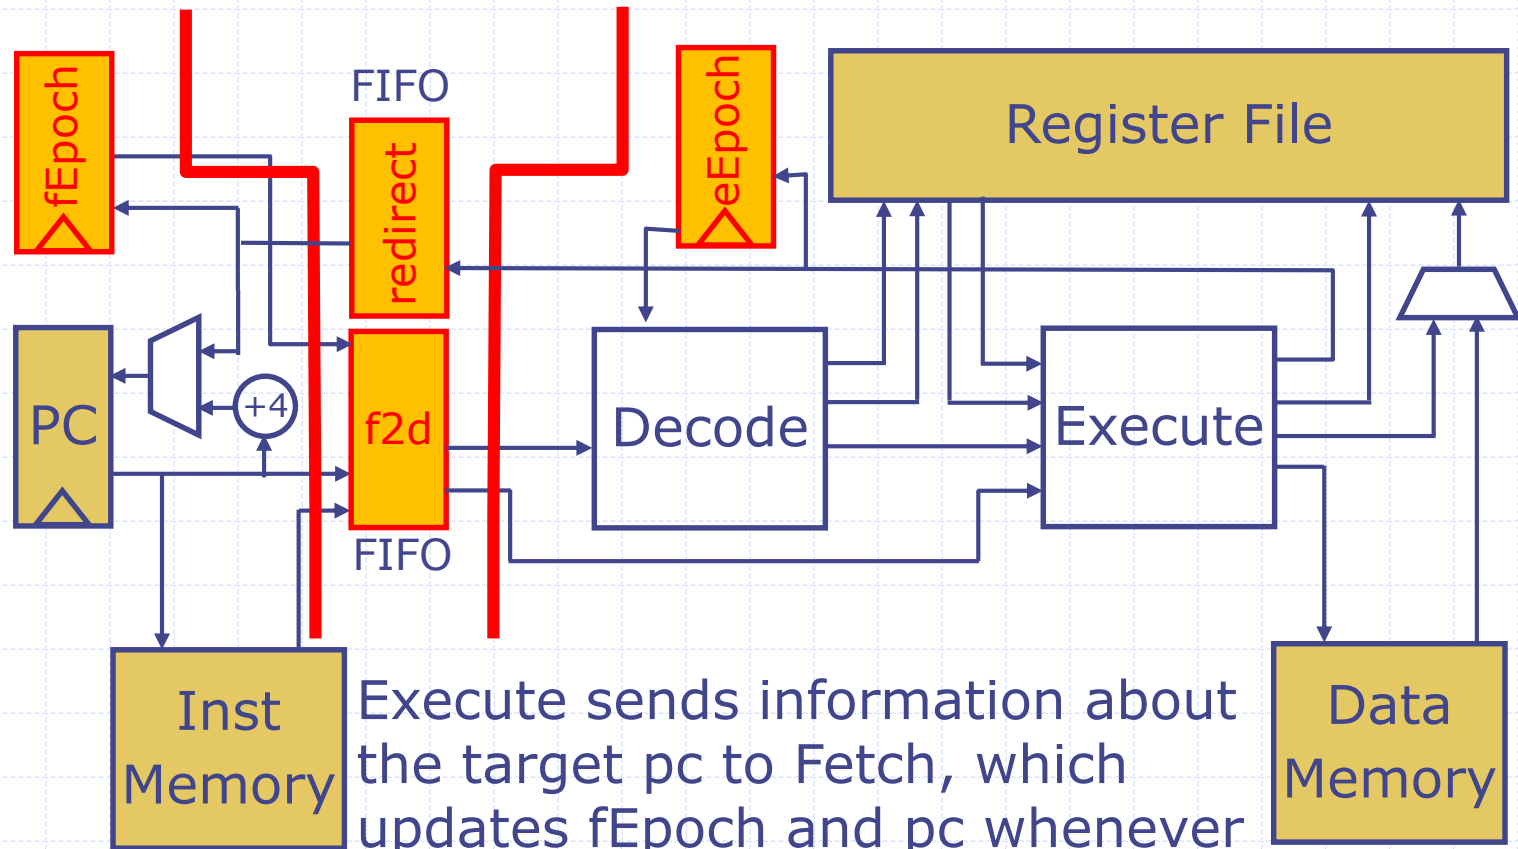 fEpoch
FIFO
redirect
eEpoch
Register File
PC
+4
f2d
FIFO
Decode
Execute
Inst
Memory
Execute sends information about
the target pc to Fetch, which
updates fEpoch and pc whenever
Data
Memory